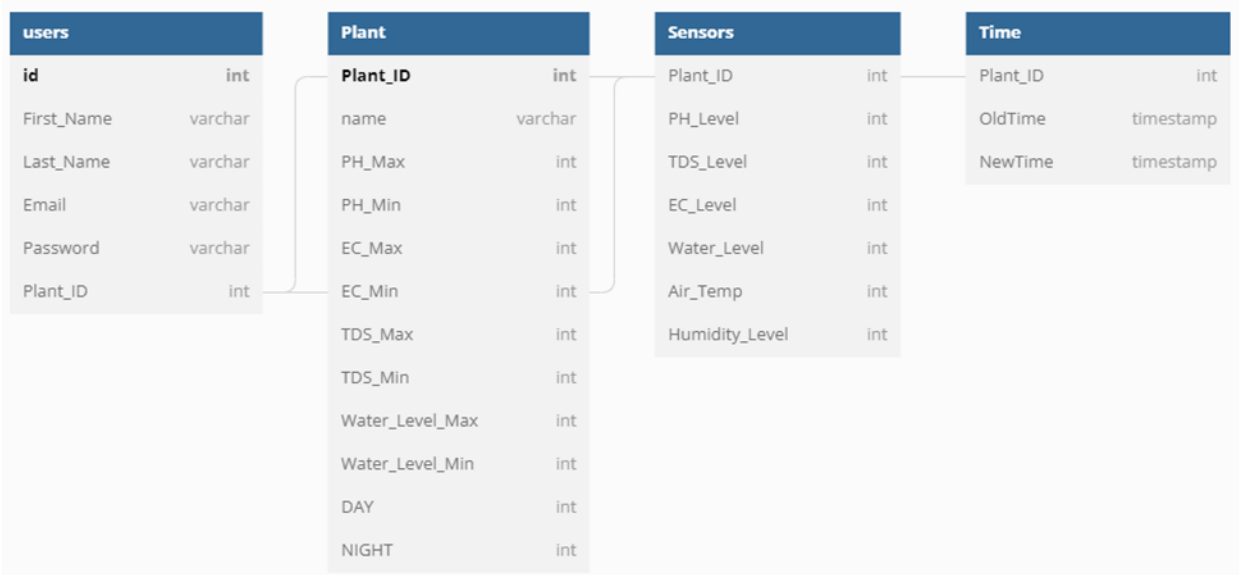 users
id int
First_Name varchar
Last_Name varchar
Email varchar
Password varchar
Plant_ID int
Plant
Plant_ID int
name varchar
PH_Max int
PH_Min int
EC_Max int
EC_Min int
TDS_Max int
TDS_Min int
Water_Level_Max int
Water_Level_Min int
DAY int
NIGHT int
Sensors
Plant_ID int
PH_Level int
TDS_Level int
EC_Level int
Water_Level int
Air_Temp int
Humidity_Level int
Time
Plant_ID int
OldTime timestamp
NewTime timestamp